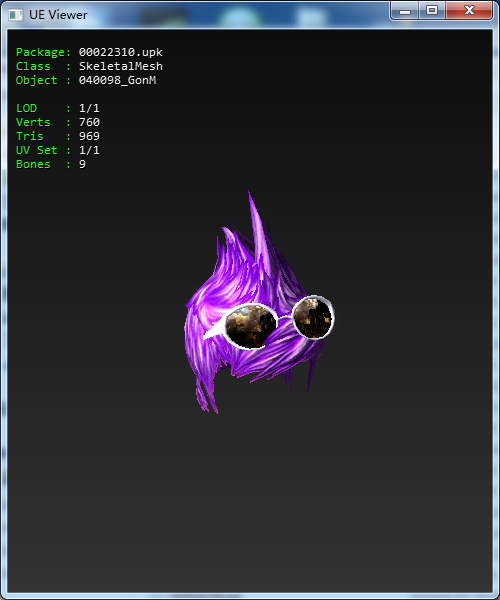 UE Viewer
Package: 00022310.upk
Class : SkeletalMesh
Object : 040098_GonM
LOD : 1/1
Verts : 760
Tris : 969
UV Set : 1/1
Bones : 9